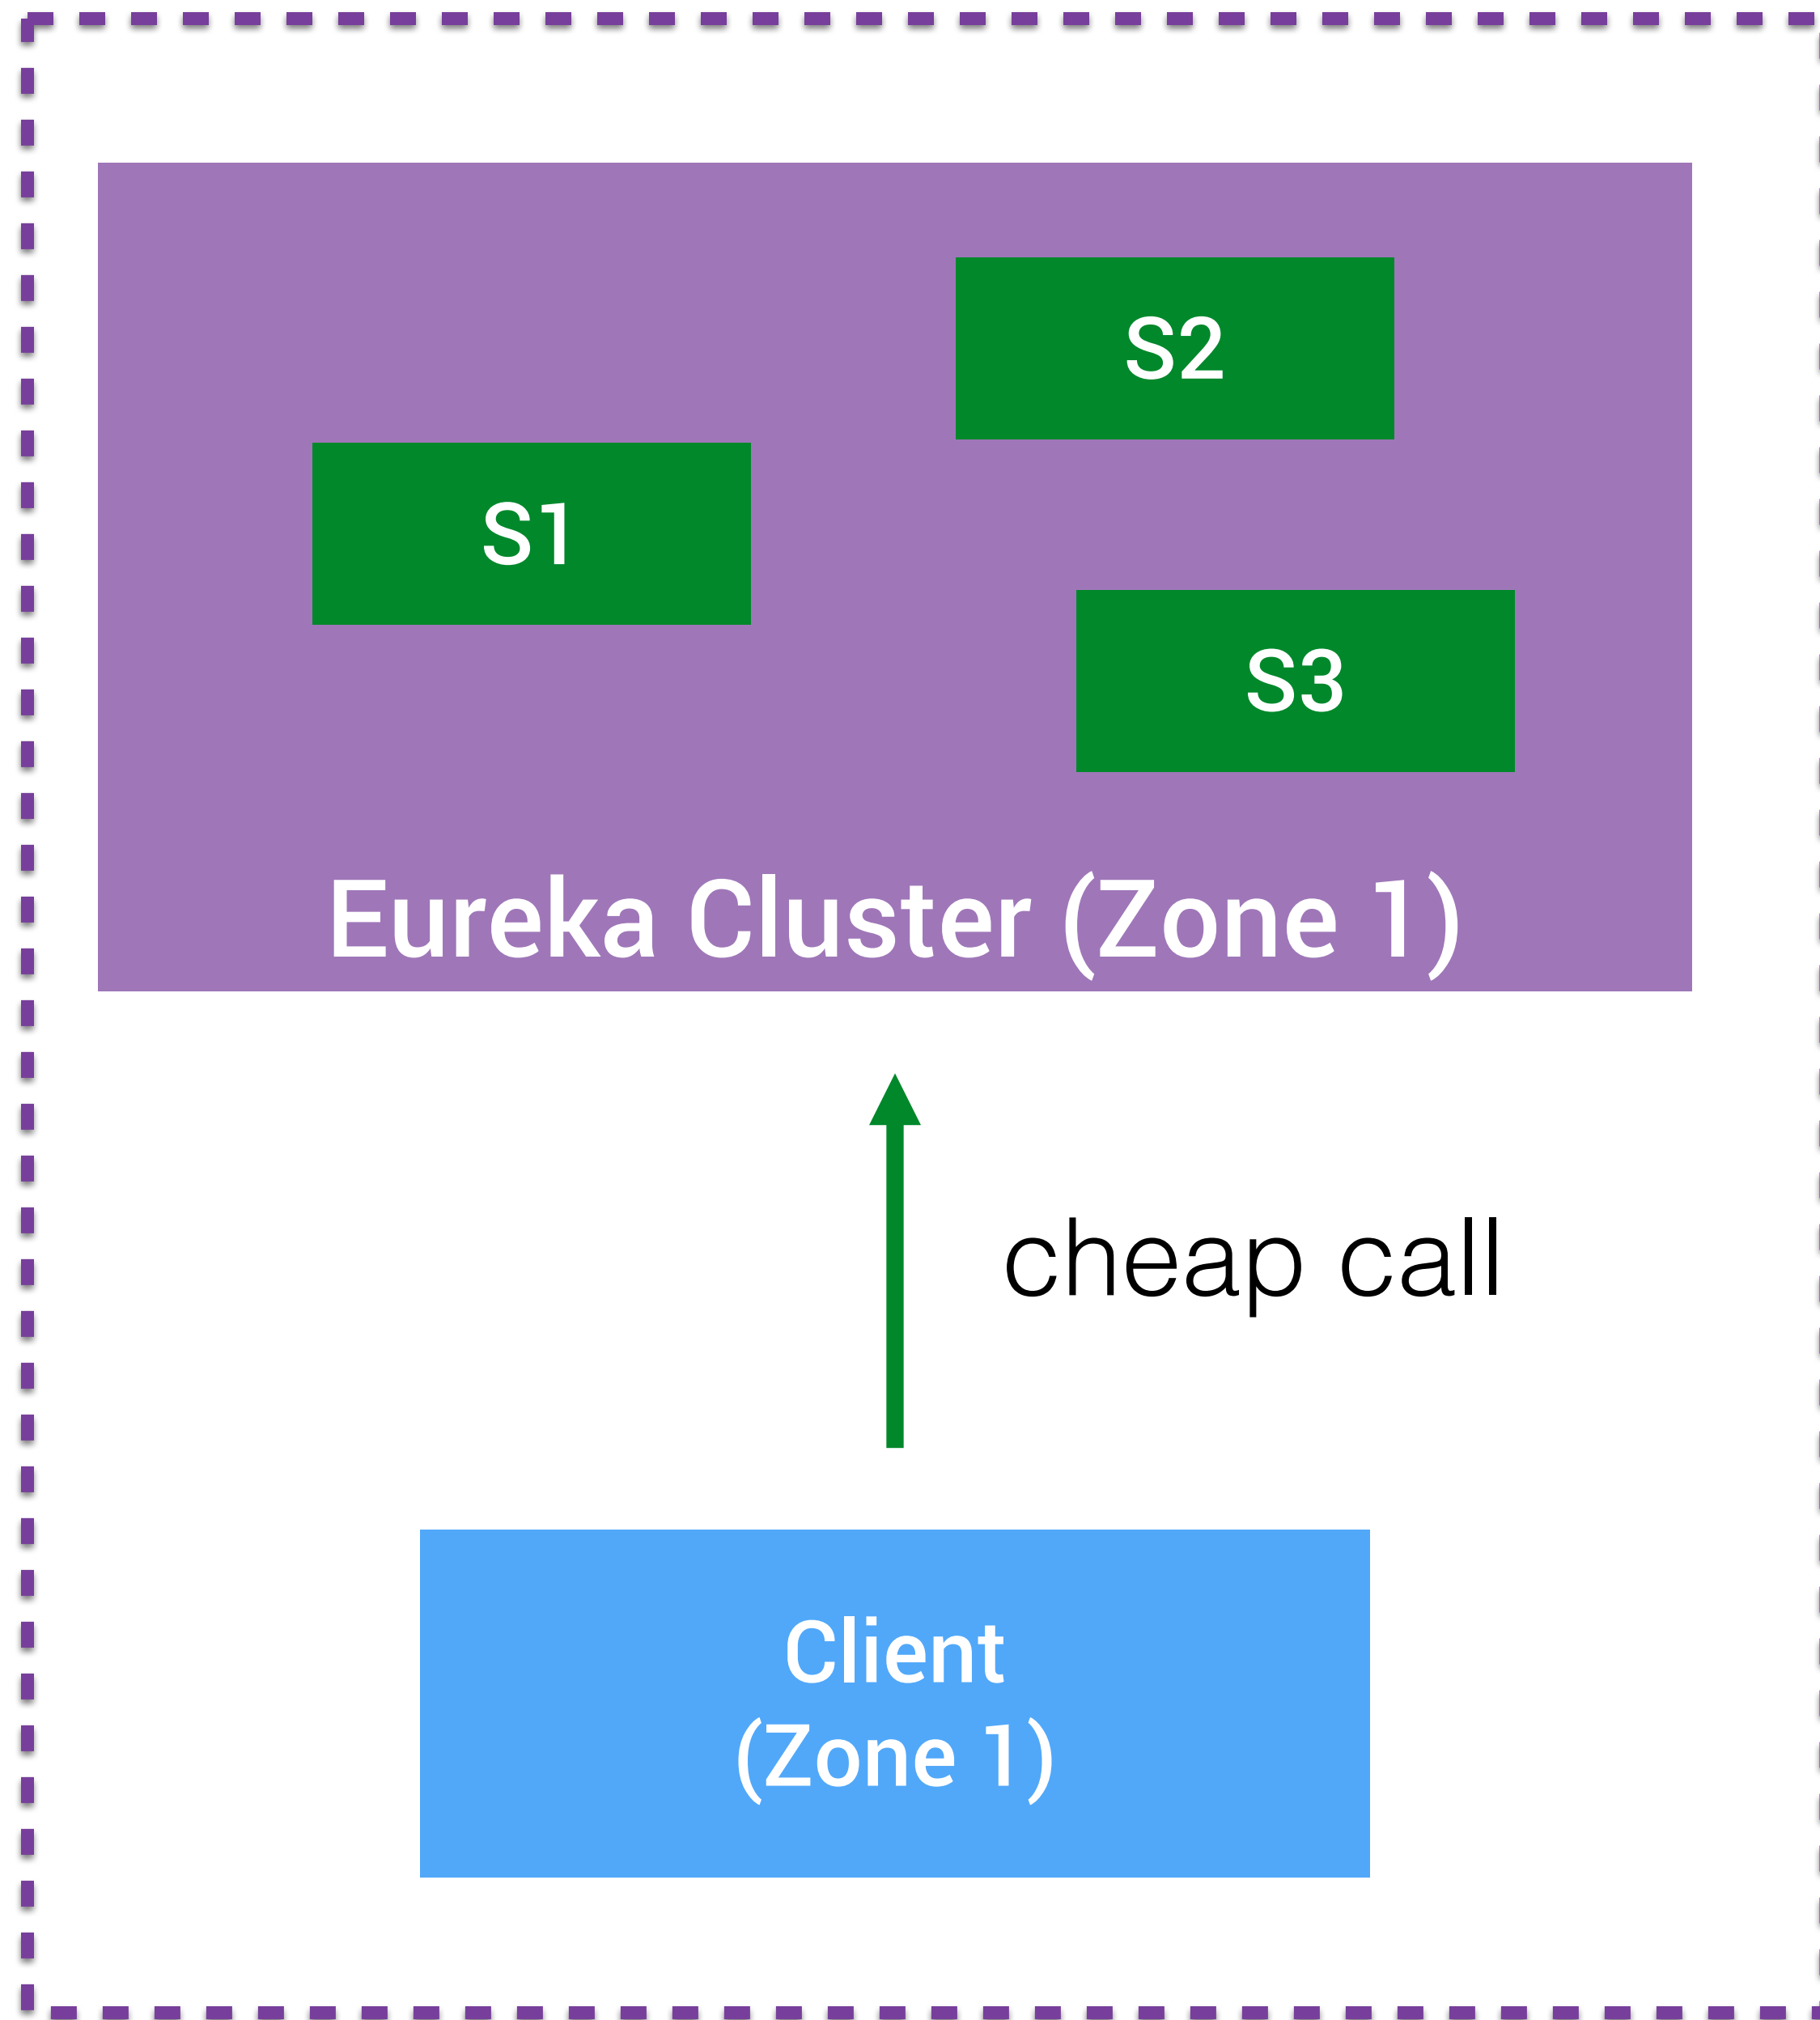 S2
S1
S3
Eureka Cluster (Zone 1)
cheap call
Client
(Zone 1)